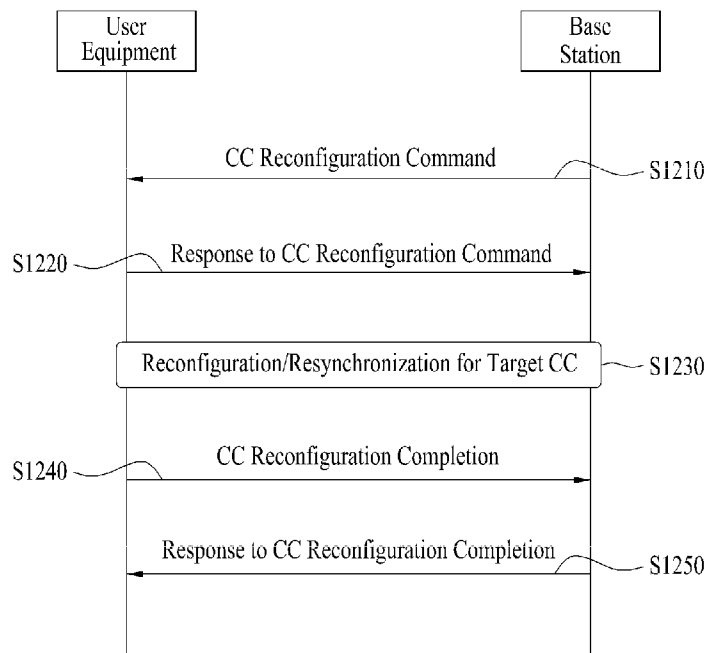 User
Equipment
Base
Station
CC Reconfiguration Command
S1210
S1220
Response to CC Reconfiguration Command
Reconfiguration/Resynchronization for Target CC
S1230
S1240
CC Reconfiguration Completion
Response to CC Reconfiguration Completion
S1250